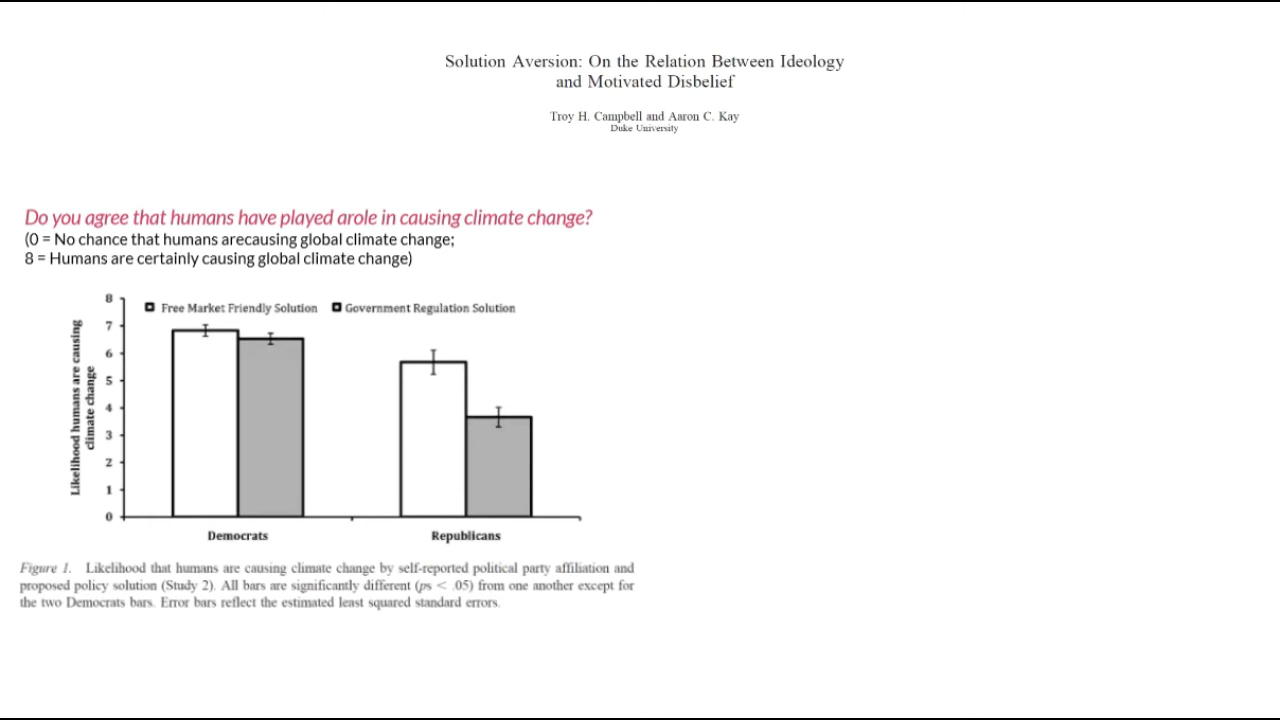 Solution Aversion: On the Relation Between Ideology
and Motivated Disbelief
Troy H. Campbell and Aaron C. Kay
Duke University
Do you agree that humans have played arole in causing climate change?
(0 = No chance that humans arecausing global climate change;
8 = Humans are certainly causing global climate change)
8
Free Market Friendly Solution Government Regulation Solution
7
6
5
4
3
2
1
0
Likelihood humans are causing
climate change
Democrats Republicans
Figure 1. Likelihood that humans are causing climate change by self-reported political party affiliation and
proposed policy solution (Study 2). All bars are significantly different (ps < .05) from one another except for
the two Democrats bars. Error bars reflect the estimated least squared standard errors.